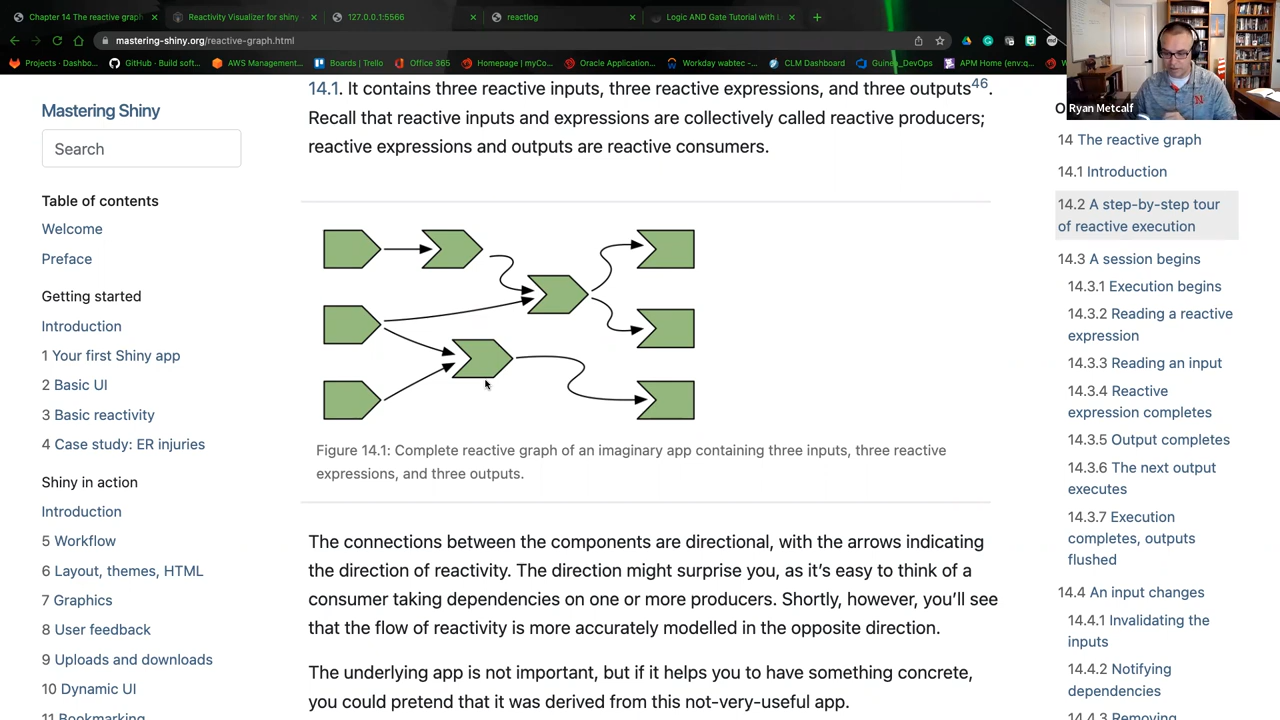 Chapter 14 The reactive graph
Reactivity Visualizer for shiny
127.0.0.1:5566
reactlog
Logic AND Gate Tutorial with
mastering-shiny.org/reactive-graph.html
Projects · Dashbo...
GitHub · Build soft...
AWS Management...
Boards | Trello
Office 365
Homepage | myCo...
Oracle Application...
Workday wabtec -...
CLM Dashboard
Guinea_DevOps
APM Home (env:q...
Ryan Metcalf
Mastering Shiny
Search
Table of contents
Welcome
Preface
Getting started
Introduction
1 Your first Shiny app
2 Basic UI
3 Basic reactivity
4 Case study: ER injuries
Shiny in action
Introduction
5 Workflow
6 Layout, themes, HTML
7 Graphics
8 User feedback
9 Uploads and downloads
10 Dynamic UI
11 Bookmarking
14.1. It contains three reactive inputs, three reactive expressions, and three outputs46.
Recall that reactive inputs and expressions are collectively called reactive producers;
reactive expressions and outputs are reactive consumers.
Figure 14.1: Complete reactive graph of an imaginary app containing three inputs, three reactive
expressions, and three outputs.
The connections between the components are directional, with the arrows indicating
the direction of reactivity. The direction might surprise you, as it's easy to think of a
consumer taking dependencies on one or more producers. Shortly, however, you'll see
that the flow of reactivity is more accurately modelled in the opposite direction.
The underlying app is not important, but if it helps you to have something concrete,
you could pretend that it was derived from this not-very-useful app.
14 The reactive graph
14.1 Introduction
14.2 A step-by-step tour
of reactive execution
14.3 A session begins
14.3.1 Execution begins
14.3.2 Reading a reactive
expression
14.3.3 Reading an input
14.3.4 Reactive
expression completes
14.3.5 Output completes
14.3.6 The next output
executes
14.3.7 Execution
completes, outputs
flushed
14.4 An input changes
14.4.1 Invalidating the
inputs
14.4.2 Notifying
dependencies
14.4.3 Removing